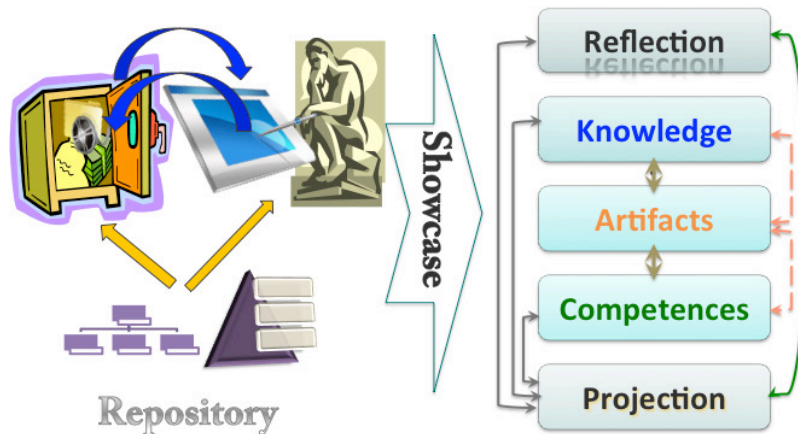 Repository
Showcase
Reflection
Knowledge
Artifacts
Competences
Projection